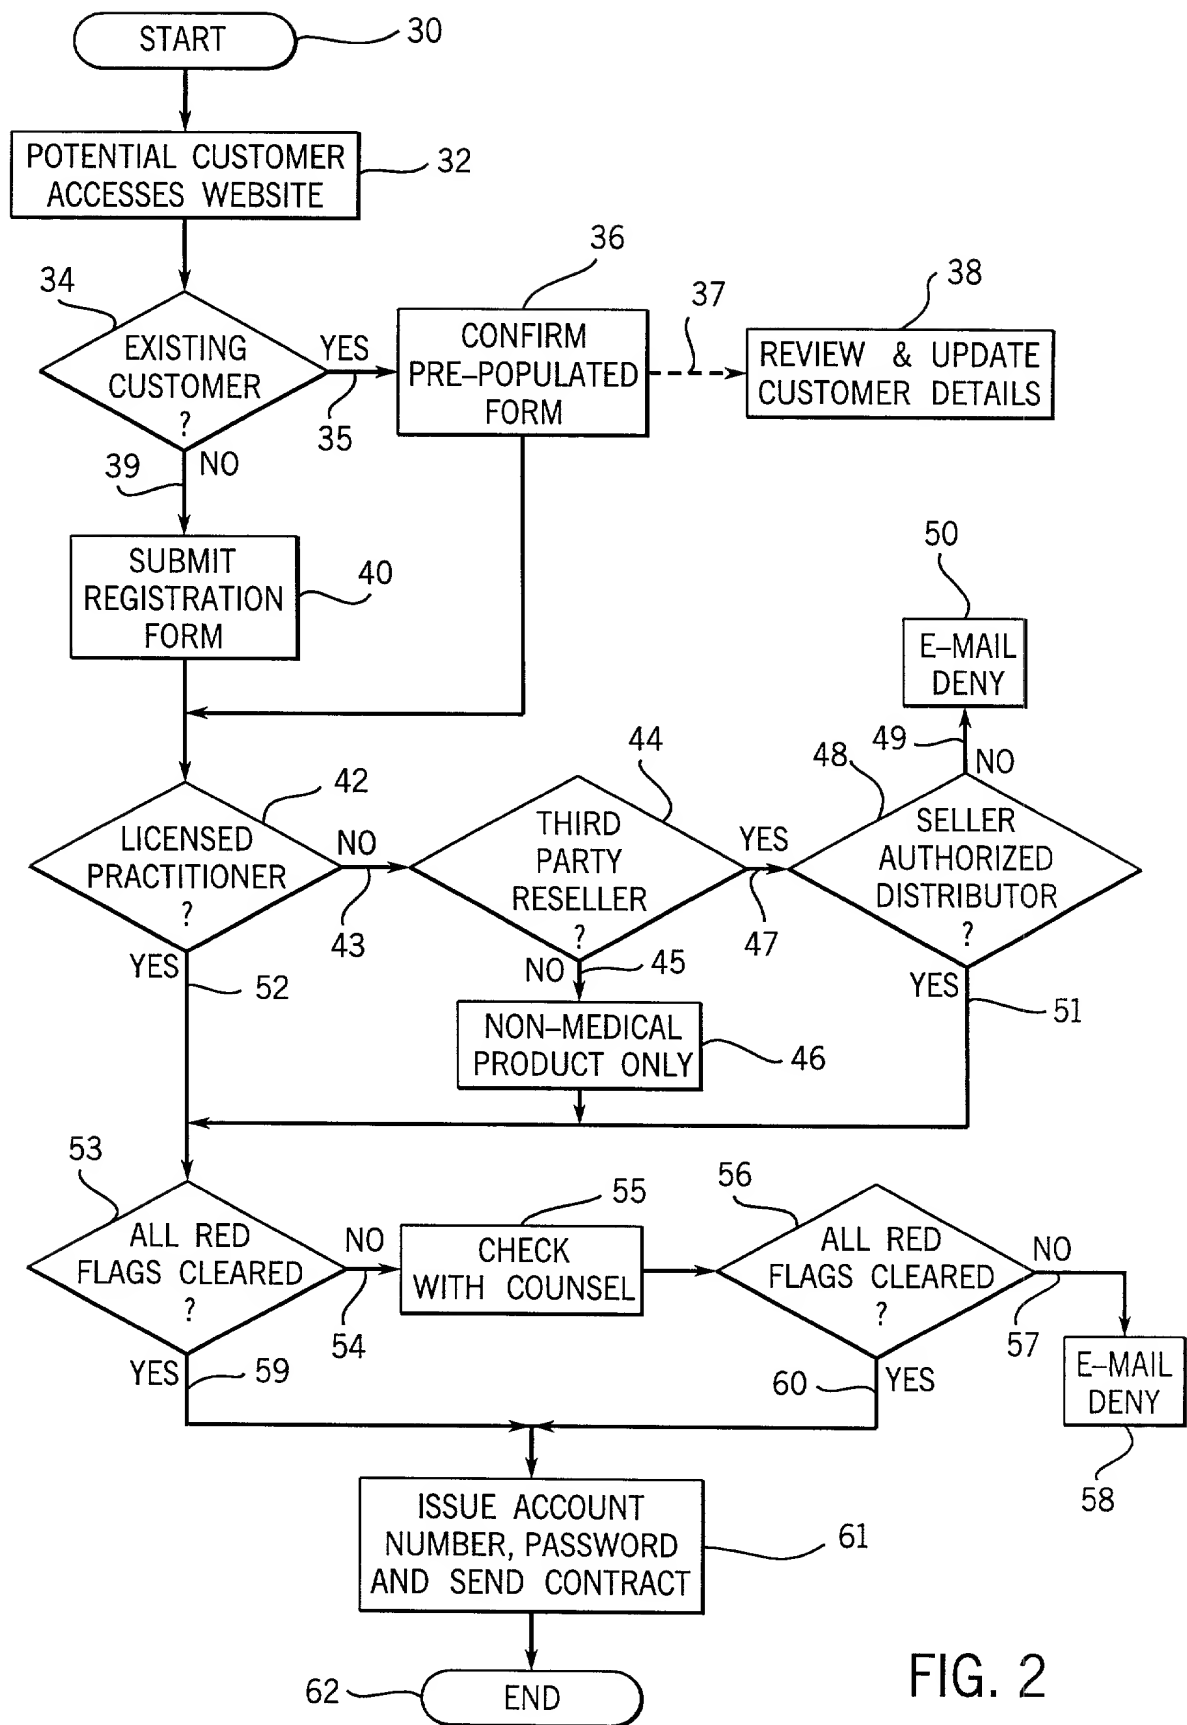 START
30
POTENTIAL CUSTOMER
ACCESSES WEBSITE
32
34
EXISTING
CUSTOMER
?
YES
35
36
CONFIRM
PRE-POPULATED
FORM
37
38
REVIEW & UPDATE
CUSTOMER DETAILS
39
NO
SUBMIT
REGISTRATION
FORM
40
50
E-MAIL
DENY
49
NO
42
LICENSED
PRACTITIONER
?
NO
43
44
THIRD
PARTY
RESELLER
?
YES
47
48
SELLER
AUTHORIZED
DISTRIBUTOR
?
YES
52
NO
45
NON-MEDICAL
PRODUCT ONLY
46
YES
51
53
ALL RED
FLAGS CLEARED
?
NO
54
55
CHECK
WITH COUNSEL
56
ALL RED
FLAGS CLEARED
?
NO
57
E-MAIL
DENY
58
YES
59
60
YES
ISSUE ACCOUNT
NUMBER, PASSWORD
AND SEND CONTRACT
61
62
END
FIG. 2